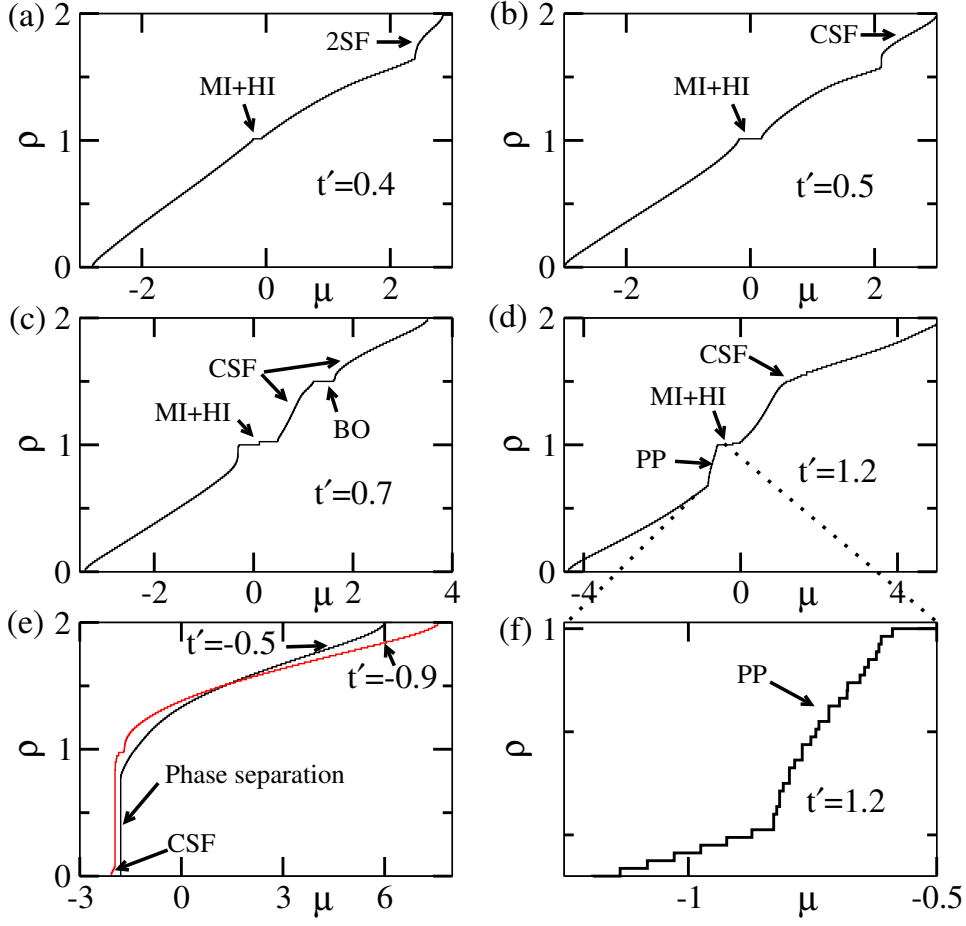 (a)
2
ρ
1
0
2SF
MI+HI
t′=0.4
-2
0
μ
2
(b)
2
ρ
1
0
CSF
MI+HI
t′=0.5
-2
0
μ
2
(c)
2
ρ
1
0
CSF
MI+HI
BO
t′=0.7
-2
0
μ
2
4
(d)
2
ρ
1
0
CSF
MI+HI
PP
t′=1.2
-4
0
μ
4
(e)
2
ρ
1
0
t′=-0.5
t′=-0.9
Phase separation
CSF
-3
0
3
μ
6
(f)
1
ρ
PP
t′=1.2
-1
μ
-0.5